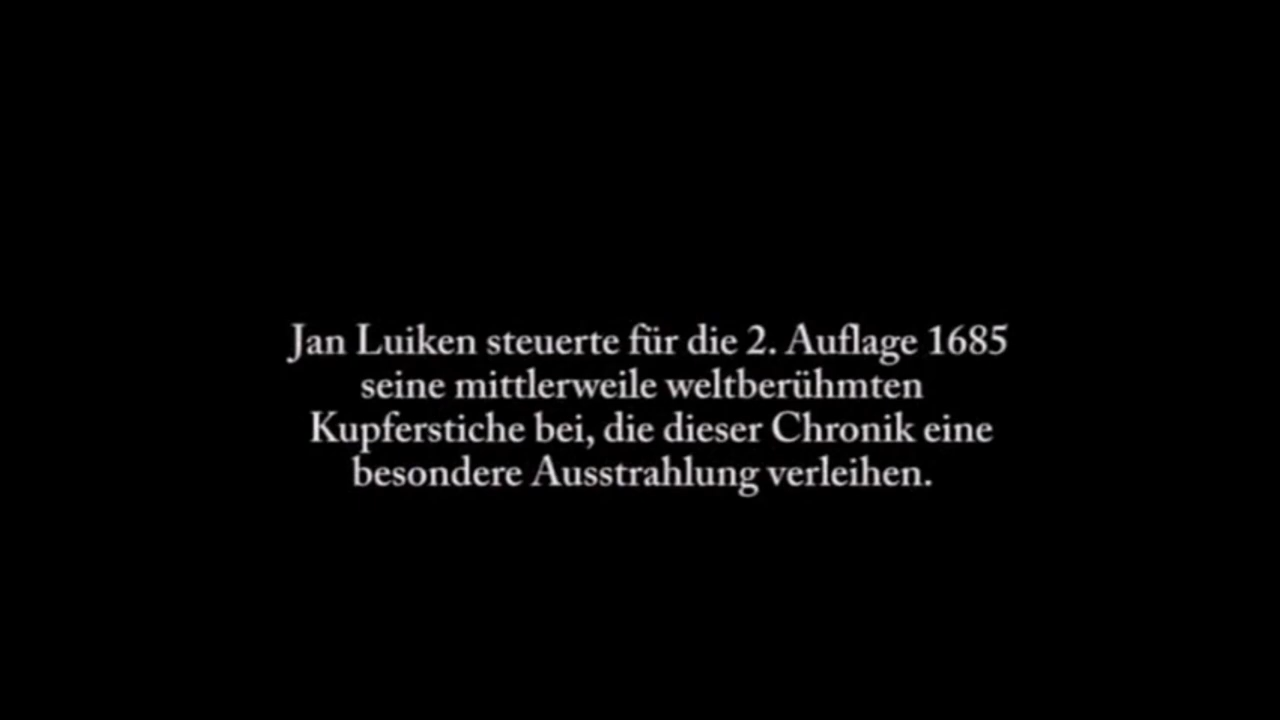 Jan Luiken steuerte für die 2. Auflage 1685
seine mittlerweile weltberühmten
Kupferstiche bei, die dieser Chronik eine
besondere Ausstrahlung verleihen.